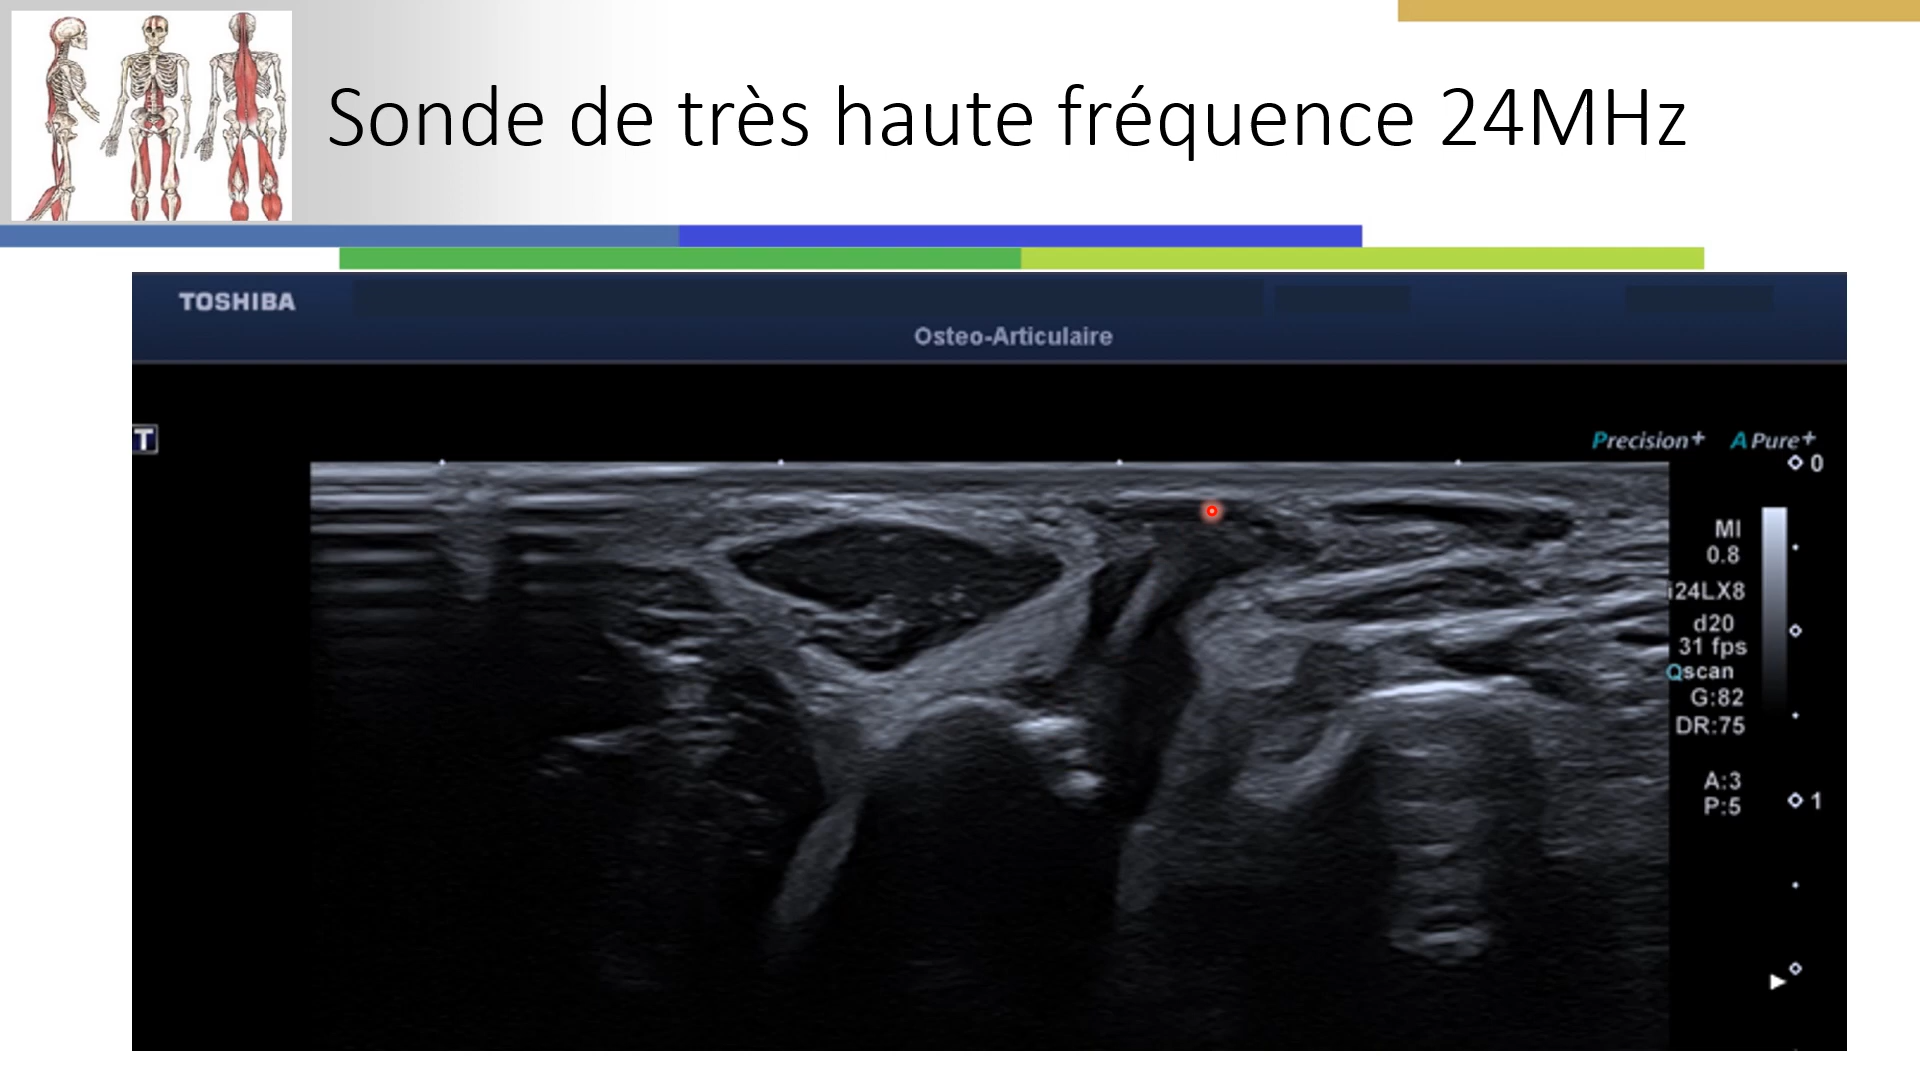 Sonde de très haute fréquence 24MHz
TOSHIBA
Osteo-Articulaire
T
Precision+ A Pure+
0
MI
0.8
i24LX8
d20
31 fps
Qscan
G:82
DR:75
A:3
P:5
1